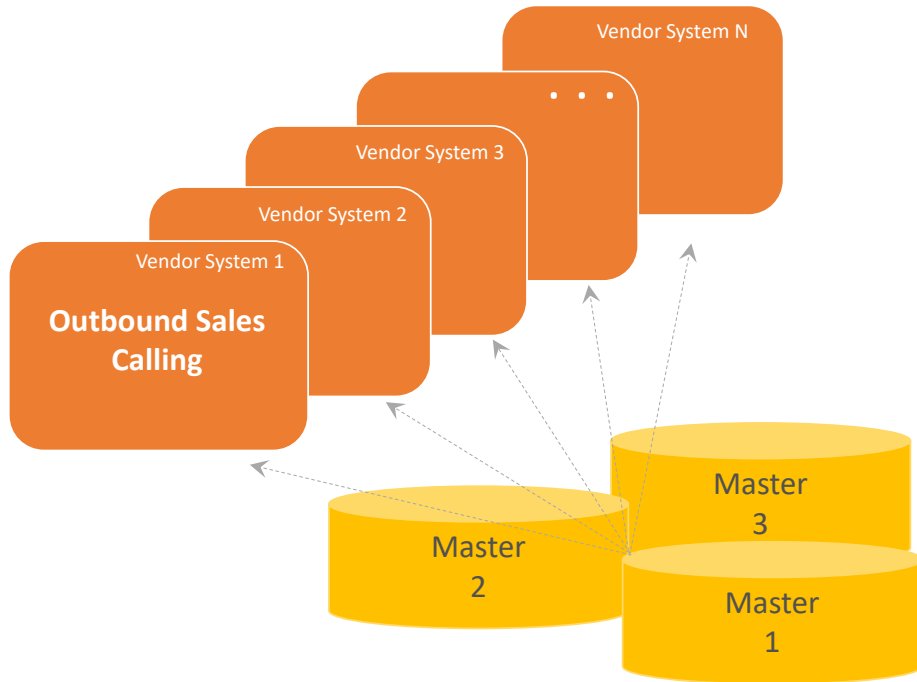 Vendor System N
. . .
Vendor System 3
Vendor System 2
Vendor System 1
Outbound Sales
Calling
Master
3
Master
2
Master
1